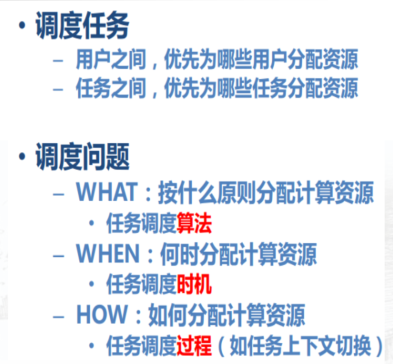 • 调度任务
– 用户之间，优先为哪些用户分配资源
– 任务之间，优先为哪些任务分配资源
• 调度问题
– WHAT：按什么原则分配计算资源
• 任务调度算法
– WHEN：何时分配计算资源
• 任务调度时机
– HOW：如何分配计算资源
• 任务调度过程（如任务上下文切换）